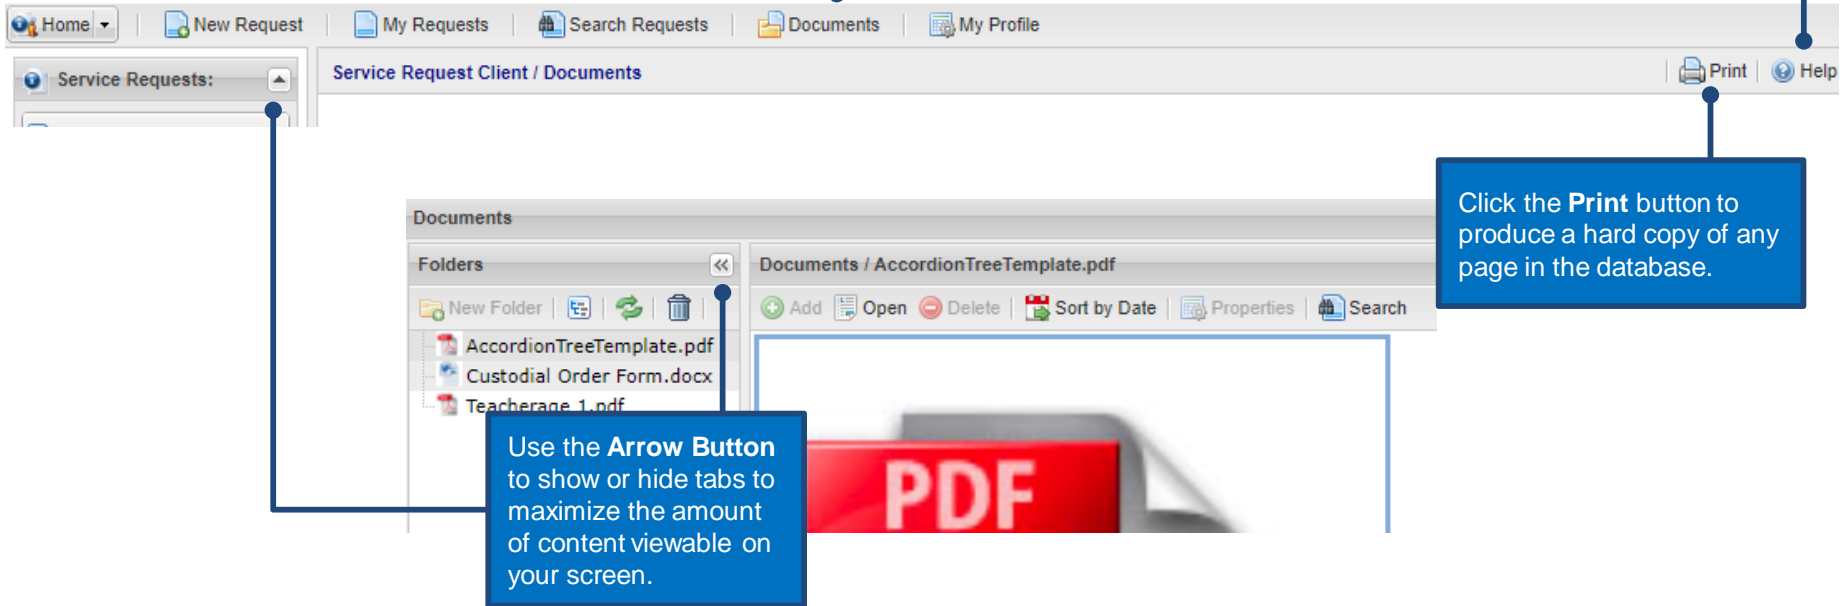 Home New Request My Requests Search Requests Documents My Profile
Service Requests:
Service Request Client / Documents
Print Help
Click the Print button to
produce a hard copy of any
page in the database.
Documents
Folders
Documents / AccordionTreeTemplate.pdf
New Folder
Add Open Delete Sort by Date Properties Search
AccordionTreeTemplate.pdf
Custodial Order Form.docx
Teacherage 1.pdf
Use the Arrow Button
to show or hide tabs to
maximize the amount
of content viewable on
your screen.
PDF